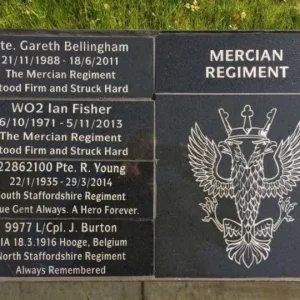 te. Gareth Bellingham
21/11/1988 - 18/6/2011
The Mercian Regiment
tood Firm and Struck Hard
WO2 Ian Fisher
6/10/1971 - 5/11/2013
The Mercian Regiment
tood Firm and Struck Hard
22862100 Pte. R. Young
22/1/1935 - 29/3/2014
outh Staffordshire Regiment
ue Gent Always. A Hero Forever.
9977 L/Cpl. J. Burton
IA 18.3.1916 Hooge, Belgium
North Staffordshire Regiment
Always Remembered
MERCIAN
REGIMENT